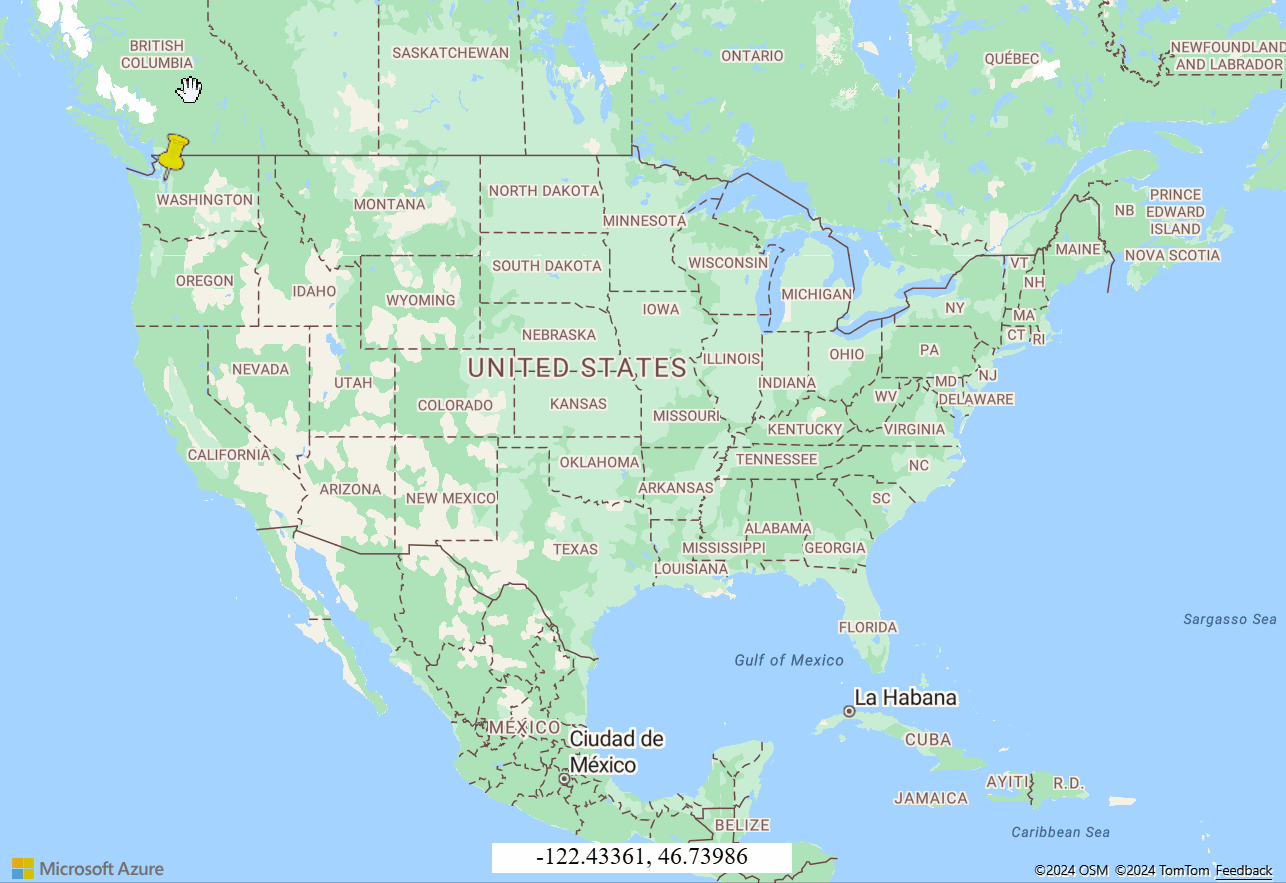 BRITISH
COLUMBIA
SASKATCHEWAN
ONTARIO
QUÉBEC
NEWFOUNDLAND
AND LABRADOR
WASHINGTON
MONTANA
NORTH DAKOTA
MINNESOTA
NB
PRINCE
EDWARD
ISLAND
MAINE
NOVA SCOTIA
OREGON
IDAHO
WYOMING
SOUTH DAKOTA
WISCONSIN
MICHIGAN
VT
NH
NY
MA
CT
RI
IOWA
NEBRASKA
NEVADA
UTAH
UNITED STATES
ILLINOIS
INDIANA
OHIO
PA
NJ
MD
DELAWARE
WV
COLORADO
KANSAS
MISSOURI
KENTUCKY
VIRGINIA
CALIFORNIA
ARIZONA
NEW MEXICO
OKLAHOMA
ARKANSAS
TENNESSEE
NC
SC
TEXAS
LOUISIANA
MISSISSIPPI
ALABAMA
GEORGIA
FLORIDA
Sargasso Sea
Gulf of Mexico
La Habana
MÉXICO
Ciudad de
México
CUBA
AYITI
R.D.
JAMAICA
BELIZE
Caribbean Sea
-122.43361, 46.73986
Microsoft Azure
©2024 OSM ©2024 TomTom Feedback